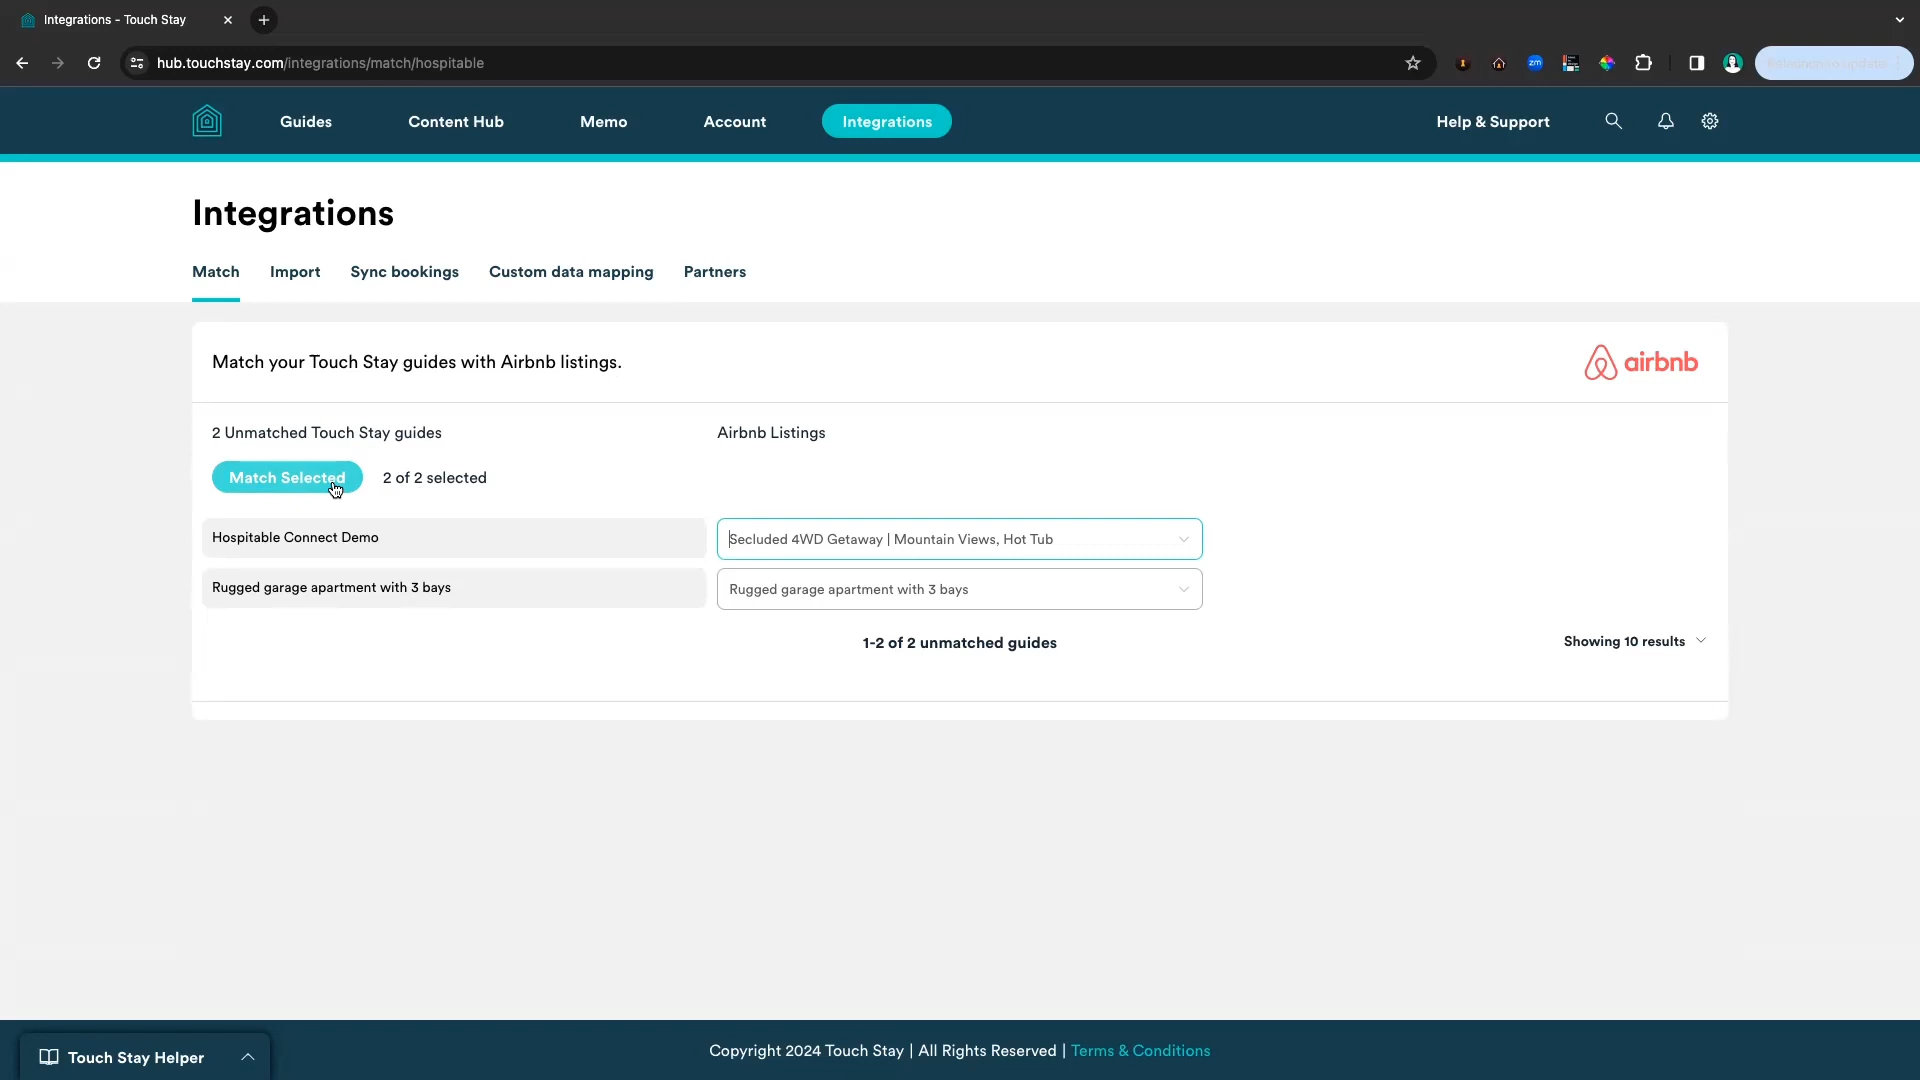 Integrations - Touch Stay
hub.touchstay.com/integrations/match/hospitable
zm
Guides
Content Hub
Memo
Account
Integrations
Help & Support
Integrations
Match
Import
Sync bookings
Custom data mapping
Partners
Match your Touch Stay guides with Airbnb listings.
airbnb
2 Unmatched Touch Stay guides
Airbnb Listings
Match Selected
2 of 2 selected
Hospitable Connect Demo
Secluded 4WD Getaway | Mountain Views, Hot Tub
Rugged garage apartment with 3 bays
Rugged garage apartment with 3 bays
1-2 of 2 unmatched guides
Showing 10 results
Touch Stay Helper
Copyright 2024 Touch Stay | All Rights Reserved | Terms & Conditions